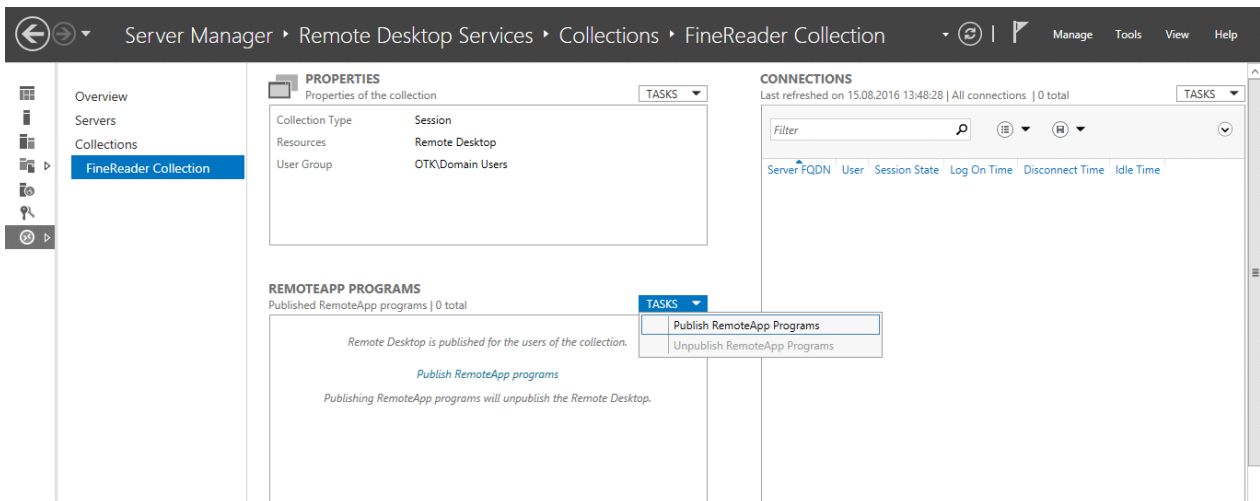 Server Manager ‣ Remote Desktop Services ‣ Collections ‣ FineReader Collection
Manage Tools View Help
Overview
Servers
Collections
FineReader Collection
PROPERTIES
Properties of the collection
TASKS
Collection Type Session
Resources Remote Desktop
User Group OTK\Domain Users
REMOTEAPP PROGRAMS
Published RemoteApp programs | 0 total
TASKS
Publish RemoteApp Programs
Unpublish RemoteApp Programs
Remote Desktop is published for the users of the collection.
Publish RemoteApp programs
Publishing RemoteApp programs will unpublish the Remote Desktop.
CONNECTIONS
Last refreshed on 15.08.2016 13:48:28 | All connections | 0 total
TASKS
Filter
Server FQDN User Session State Log On Time Disconnect Time Idle Time